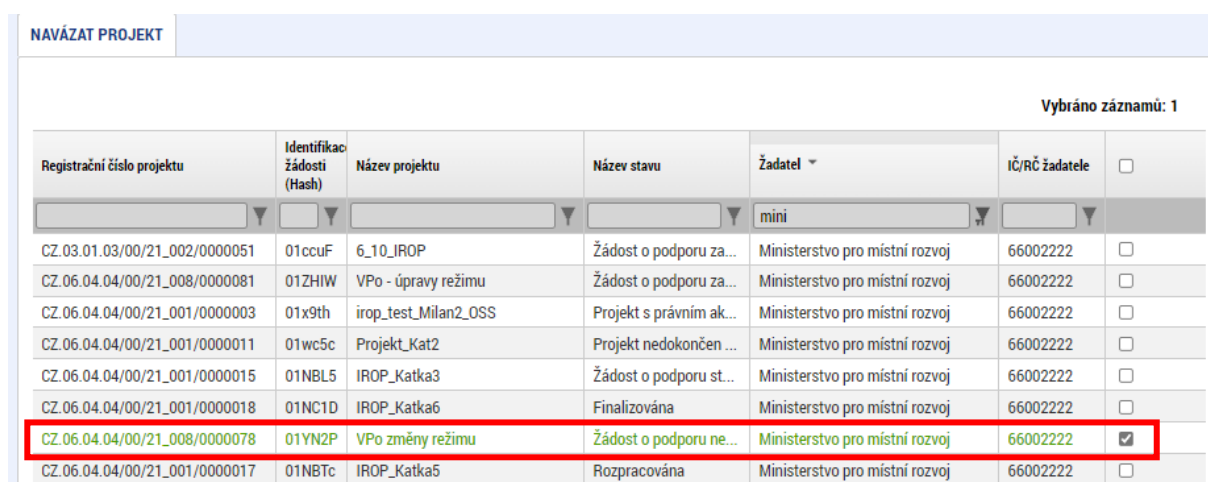 NAVÁZAT PROJEKT
Vybráno záznamů: 1
Registrační číslo projektu Identifikac žádosti (Hash) Název projektu Název stavu Žadatel IČ/RČ žadatele
mini
CZ.03.01.03/00/21_002/0000051 01ccuF 6_10_IROP Žádost o podporu za... Ministerstvo pro místní rozvoj 66002222
CZ.06.04.04/00/21_008/0000081 01ZHIW VPo - úpravy režimu Žádost o podporu za... Ministerstvo pro místní rozvoj 66002222
CZ.06.04.04/00/21_001/0000003 01x9th irop_test_Milan2_OSS Projekt s právním ak... Ministerstvo pro místní rozvoj 66002222
CZ.06.04.04/00/21_001/0000011 01wc5c Projekt_Kat2 Projekt nedokončen ... Ministerstvo pro místní rozvoj 66002222
CZ.06.04.04/00/21_001/0000015 01NBL5 IROP_Katka3 Žádost o podporu st... Ministerstvo pro místní rozvoj 66002222
CZ.06.04.04/00/21_001/0000018 01NC1D IROP_Katka6 Finalizována Ministerstvo pro místní rozvoj 66002222
CZ.06.04.04/00/21_008/0000078 01YN2P VPo změny režimu Žádost o podporu ne... Ministerstvo pro místní rozvoj 66002222
CZ.06.04.04/00/21_001/0000017 01NBTc IROP_Katka5 Rozpracována Ministerstvo pro místní rozvoj 66002222